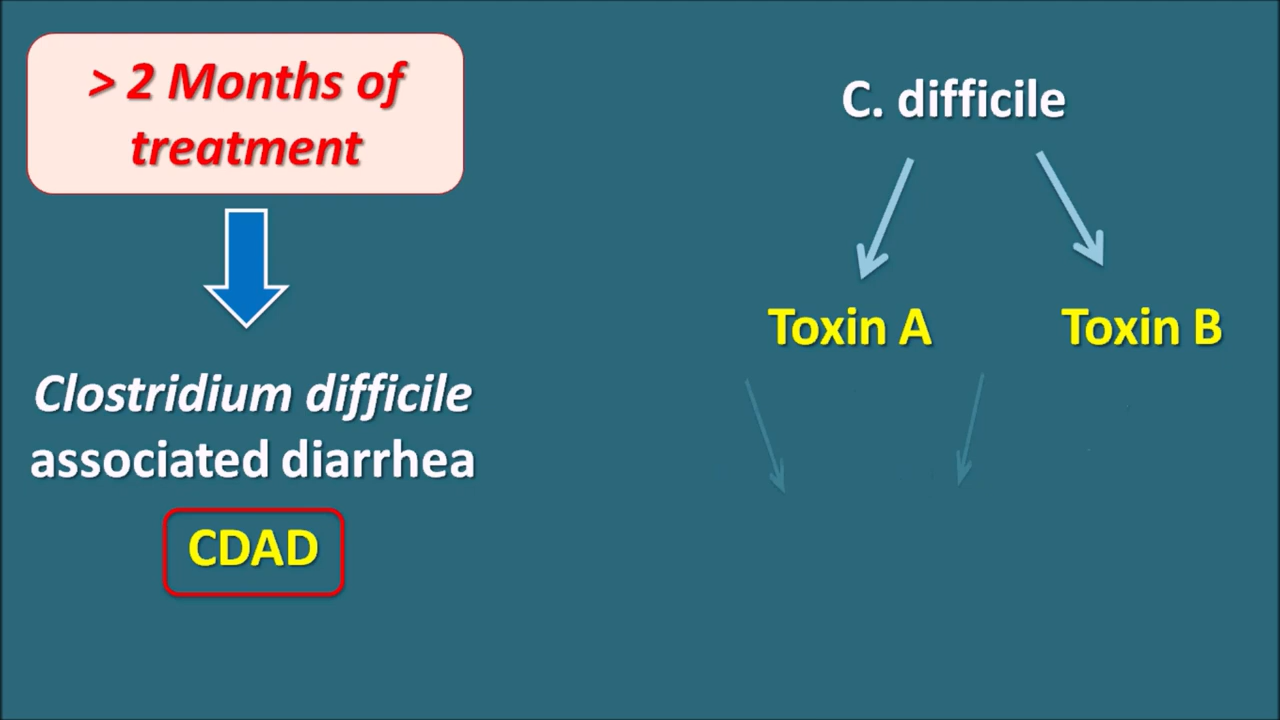 > 2 Months of
treatment
Clostridium difficile
associated diarrhea
CDAD
C. difficile
Toxin A
Toxin B